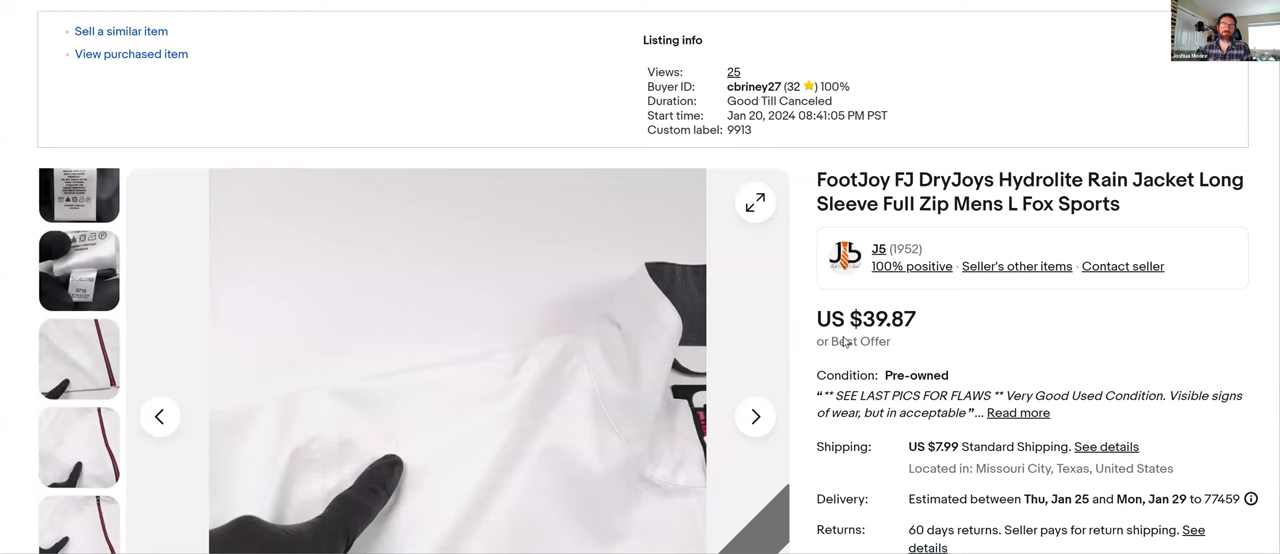 Sell a similar item
View purchased item
Listing info
Views: 25
Buyer ID: cbriney27 (32 ⭐) 100%
Duration: Good Till Canceled
Start time: Jan 20, 2024 08:41:05 PM PST
Custom label: 9913
Joshua Moore
FootJoy FJ DryJoys Hydrolite Rain Jacket Long
Sleeve Full Zip Mens L Fox Sports
J5
J5 (1952)
100% positive · Seller's other items · Contact seller
US $39.87
or Best Offer
Condition: Pre-owned
“ ** SEE LAST PICS FOR FLAWS ** Very Good Used Condition. Visible signs
of wear, but in acceptable ” ... Read more
Shipping: US $7.99 Standard Shipping. See details
Located in: Missouri City, Texas, United States
Delivery: Estimated between Thu, Jan 25 and Mon, Jan 29 to 77459
Returns: 60 days returns. Seller pays for return shipping. See
details